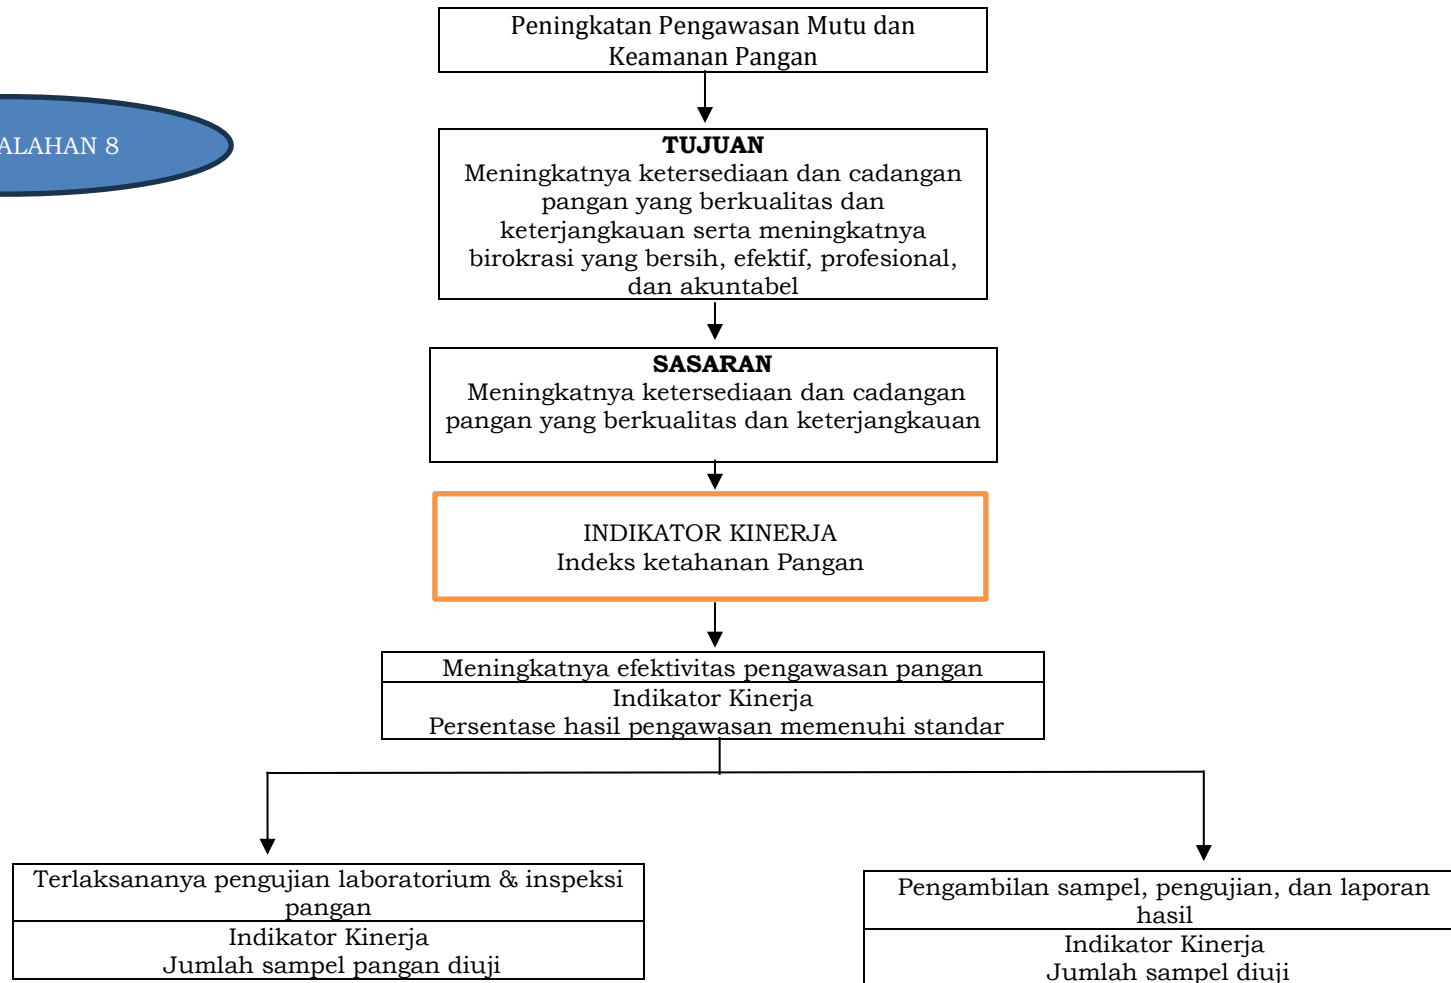 Peningkatan Pengawasan Mutu dan
Keamanan Pangan
ALAHAN 8
TUJUAN
Meningkatnya ketersediaan dan cadangan
pangan yang berkualitas dan
keterjangkauan serta meningkatnya
birokrasi yang bersih, efektif, profesional,
dan akuntabel
SASARAN
Meningkatnya ketersediaan dan cadangan
pangan yang berkualitas dan keterjangkauan
INDIKATOR KINERJA
Indeks ketahanan Pangan
Meningkatnya efektivitas pengawasan pangan
Indikator Kinerja
Persentase hasil pengawasan memenuhi standar
Terlaksananya pengujian laboratorium & inspeksi
pangan
Indikator Kinerja
Jumlah sampel pangan diuji
Pengambilan sampel, pengujian, dan laporan
hasil
Indikator Kinerja
Jumlah sampel diuji